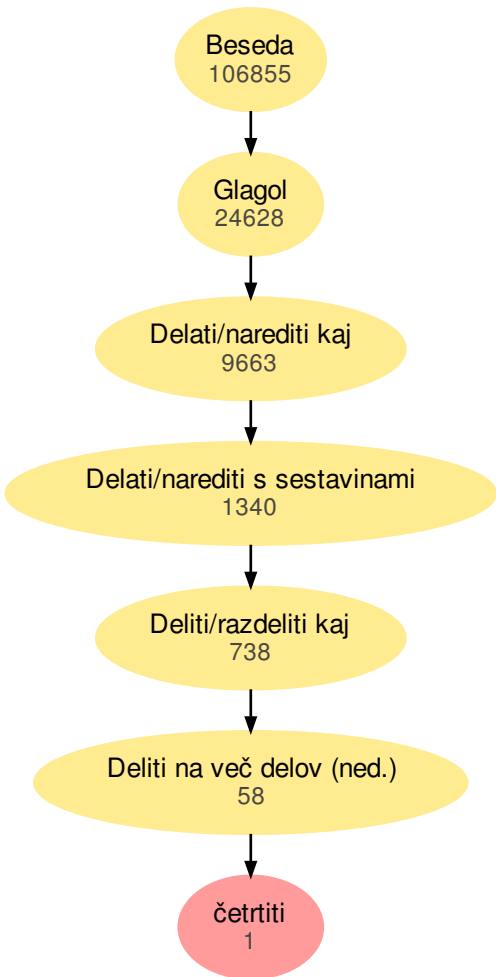 Beseda
106855
Glagol
24628
Delati/narediti kaj
9663
Delati/narediti s sestavinami
1340
Deliti/razdeliti kaj
738
Deliti na več delov (ned.)
58
četrtiti
1